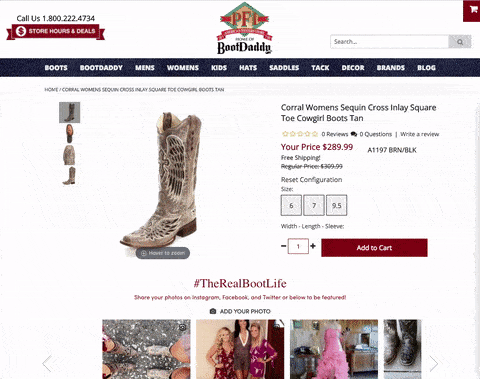 Call Us 1.800.222.4734
STORE HOURS & DEALS
PFI
HOME OF
BootDaddy
Search...
BOOTS BOOTDADDY MENS WOMENS KIDS HATS SADDLES TACK DECOR BRANDS BLOG
HOME / CORRAL WOMENS SEQUIN CROSS INLAY SQUARE TOE COWGIRL BOOTS TAN
Corral Womens Sequin Cross Inlay Square
Toe Cowgirl Boots Tan
0 Reviews 0 Questions | Write a review
Your Price $289.99 A1197 BRN/BLK
Free Shipping!
Regular Price: $309.99
Reset Configuration
Size:
6 7 9.5
Width - Length - Sleeve:
1 Add to Cart
Hover to zoom
#TheRealBootLife
Share your photos on Instagram, Facebook, and Twitter or below to be featured!
ADD YOUR PHOTO